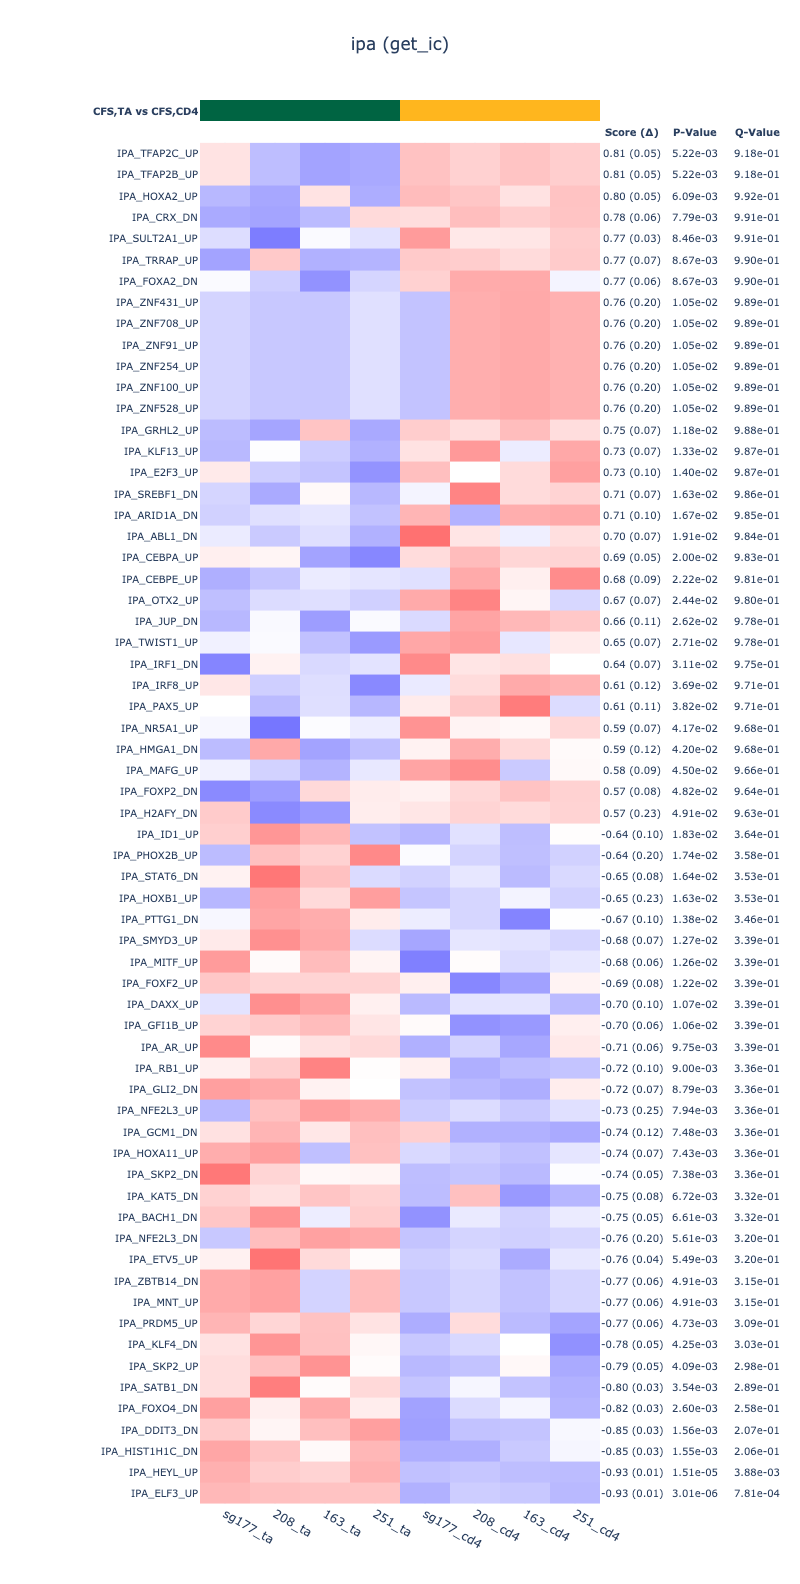 ipa (get_ic)
CFS,TA vs CFS,CD4
Score (Δ) P-Value Q-Value
IPA_TFAP2C_UP 0.81 (0.05) 5.22e-03 9.18e-01
IPA_TFAP2B_UP 0.81 (0.05) 5.22e-03 9.18e-01
IPA_HOXA2_UP 0.80 (0.05) 6.09e-03 9.92e-01
IPA_CRX_DN 0.78 (0.06) 7.79e-03 9.91e-01
IPA_SULT2A1_UP 0.77 (0.03) 8.46e-03 9.91e-01
IPA_TRRAP_UP 0.77 (0.07) 8.67e-03 9.90e-01
IPA_FOXA2_DN 0.77 (0.06) 8.67e-03 9.90e-01
IPA_ZNF431_UP 0.76 (0.20) 1.05e-02 9.89e-01
IPA_ZNF708_UP 0.76 (0.20) 1.05e-02 9.89e-01
IPA_ZNF91_UP 0.76 (0.20) 1.05e-02 9.89e-01
IPA_ZNF254_UP 0.76 (0.20) 1.05e-02 9.89e-01
IPA_ZNF100_UP 0.76 (0.20) 1.05e-02 9.89e-01
IPA_ZNF528_UP 0.76 (0.20) 1.05e-02 9.89e-01
IPA_GRHL2_UP 0.75 (0.07) 1.18e-02 9.88e-01
IPA_KLF13_UP 0.73 (0.07) 1.33e-02 9.87e-01
IPA_E2F3_UP 0.73 (0.10) 1.40e-02 9.87e-01
IPA_SREBF1_DN 0.71 (0.07) 1.63e-02 9.86e-01
IPA_ARID1A_DN 0.71 (0.10) 1.67e-02 9.85e-01
IPA_ABL1_DN 0.70 (0.07) 1.91e-02 9.84e-01
IPA_CEBPA_UP 0.69 (0.05) 2.00e-02 9.83e-01
IPA_CEBPE_UP 0.68 (0.09) 2.22e-02 9.81e-01
IPA_OTX2_UP 0.67 (0.07) 2.44e-02 9.80e-01
IPA_JUP_DN 0.66 (0.11) 2.62e-02 9.78e-01
IPA_TWIST1_UP 0.65 (0.07) 2.71e-02 9.78e-01
IPA_IRF1_DN 0.64 (0.07) 3.11e-02 9.75e-01
IPA_IRF8_UP 0.61 (0.12) 3.69e-02 9.71e-01
IPA_PAX5_UP 0.61 (0.11) 3.82e-02 9.71e-01
IPA_NR5A1_UP 0.59 (0.07) 4.17e-02 9.68e-01
IPA_HMGA1_DN 0.59 (0.12) 4.20e-02 9.68e-01
IPA_MAFG_UP 0.58 (0.09) 4.50e-02 9.66e-01
IPA_FOXP2_DN 0.57 (0.08) 4.82e-02 9.64e-01
IPA_H2AFY_DN 0.57 (0.23) 4.91e-02 9.63e-01
IPA_ID1_UP -0.64 (0.10) 1.83e-02 3.64e-01
IPA_PHOX2B_UP -0.64 (0.20) 1.74e-02 3.58e-01
IPA_STAT6_DN -0.65 (0.08) 1.64e-02 3.53e-01
IPA_HOXB1_UP -0.65 (0.23) 1.63e-02 3.53e-01
IPA_PTTG1_DN -0.67 (0.10) 1.38e-02 3.46e-01
IPA_SMYD3_UP -0.68 (0.07) 1.27e-02 3.39e-01
IPA_MITF_UP -0.68 (0.06) 1.26e-02 3.39e-01
IPA_FOXF2_UP -0.69 (0.08) 1.22e-02 3.39e-01
IPA_DAXX_UP -0.70 (0.10) 1.07e-02 3.39e-01
IPA_GFI1B_UP -0.70 (0.06) 1.06e-02 3.39e-01
IPA_AR_UP -0.71 (0.06) 9.75e-03 3.39e-01
IPA_RB1_UP -0.72 (0.10) 9.00e-03 3.36e-01
IPA_GLI2_DN -0.72 (0.07) 8.79e-03 3.36e-01
IPA_NFE2L3_UP -0.73 (0.25) 7.94e-03 3.36e-01
IPA_GCM1_DN -0.74 (0.12) 7.48e-03 3.36e-01
IPA_HOXA11_UP -0.74 (0.07) 7.43e-03 3.36e-01
IPA_SKP2_DN -0.74 (0.05) 7.38e-03 3.36e-01
IPA_KAT5_DN -0.75 (0.08) 6.72e-03 3.32e-01
IPA_BACH1_DN -0.75 (0.05) 6.61e-03 3.32e-01
IPA_NFE2L3_DN -0.76 (0.20) 5.61e-03 3.20e-01
IPA_ETV5_UP -0.76 (0.04) 5.49e-03 3.20e-01
IPA_ZBTB14_DN -0.77 (0.06) 4.91e-03 3.15e-01
IPA_MNT_UP -0.77 (0.06) 4.91e-03 3.15e-01
IPA_PRDM5_UP -0.77 (0.06) 4.73e-03 3.09e-01
IPA_KLF4_DN -0.78 (0.05) 4.25e-03 3.03e-01
IPA_SKP2_UP -0.79 (0.05) 4.09e-03 2.98e-01
IPA_SATB1_DN -0.80 (0.03) 3.54e-03 2.89e-01
IPA_FOXO4_DN -0.82 (0.03) 2.60e-03 2.58e-01
IPA_DDIT3_DN -0.85 (0.03) 1.56e-03 2.07e-01
IPA_HIST1H1C_DN -0.85 (0.03) 1.55e-03 2.06e-01
IPA_HEYL_UP -0.93 (0.01) 1.51e-05 3.88e-03
IPA_ELF3_UP -0.93 (0.01) 3.01e-06 7.81e-04
sg177_ta 208_ta 163_ta 251_ta sg177_cd4 208_cd4 163_cd4 251_cd4